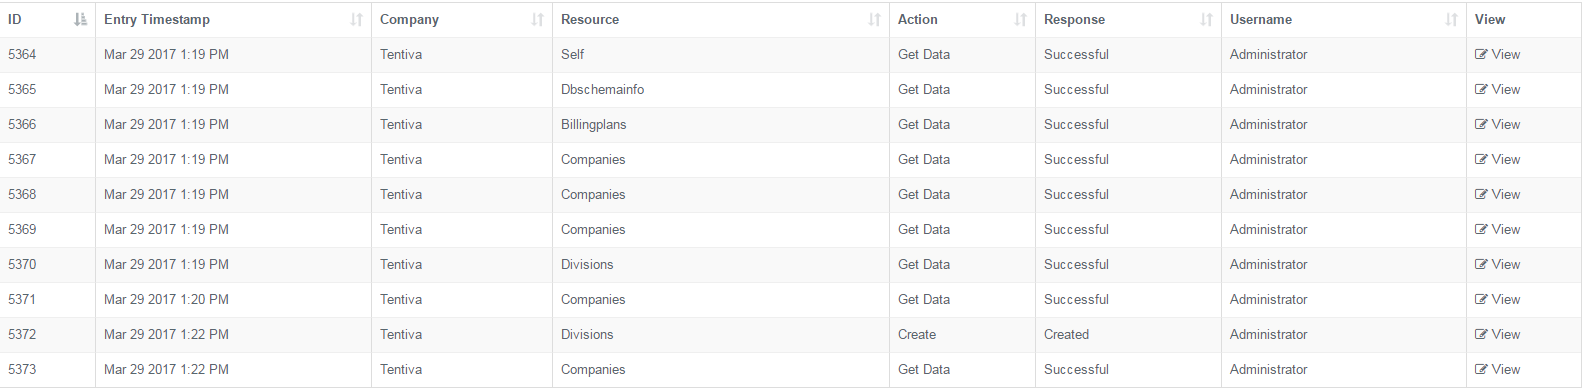 ID Entry Timestamp Company Resource Action Response Username View
5364 Mar 29 2017 1:19 PM Tentiva Self Get Data Successful Administrator View
5365 Mar 29 2017 1:19 PM Tentiva Dbschemainfo Get Data Successful Administrator View
5366 Mar 29 2017 1:19 PM Tentiva Billingplans Get Data Successful Administrator View
5367 Mar 29 2017 1:19 PM Tentiva Companies Get Data Successful Administrator View
5368 Mar 29 2017 1:19 PM Tentiva Companies Get Data Successful Administrator View
5369 Mar 29 2017 1:19 PM Tentiva Companies Get Data Successful Administrator View
5370 Mar 29 2017 1:19 PM Tentiva Divisions Get Data Successful Administrator View
5371 Mar 29 2017 1:20 PM Tentiva Companies Get Data Successful Administrator View
5372 Mar 29 2017 1:22 PM Tentiva Divisions Create Created Administrator View
5373 Mar 29 2017 1:22 PM Tentiva Companies Get Data Successful Administrator View